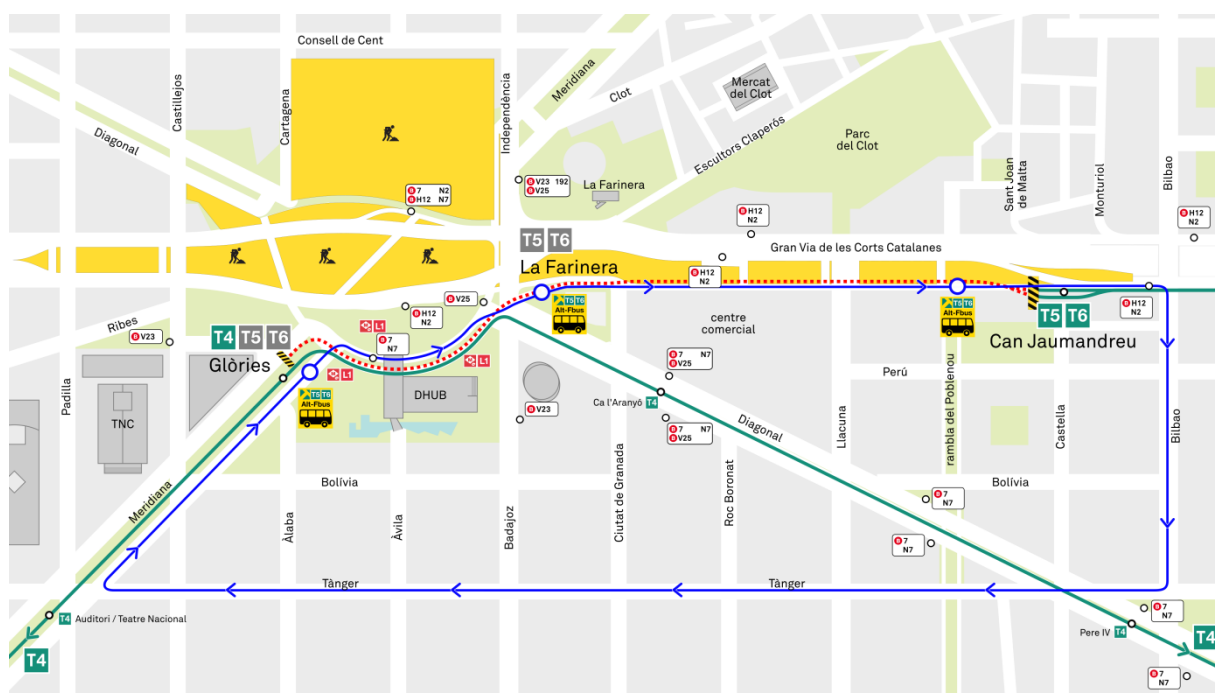 Consell de Cent
Castillejos
Cartagena
Independència
Meridiana
Clot
Mercat
del Clot
Diagonal
Escultors Claperós
Parc
del Clot
Sant Joan
de Malta
Monturiol
Bilbao
B 7 N2
B H12 N7
B V23 192
B V25
La Farinera
B H12
N2
B H12
N2
T5 T6
La Farinera
Gran Via de les Corts Catalanes
B H12
N2
B V25
B H12
N2
T5 T6
Alt-Fbus
T5 T6
Alt-Fbus
B H12
N2
T5 T6
Can Jaumandreu
Ribes
B V23
T4 T5 T6
Glòries
L1
B 7
N7
L1
L1
T5 T6
Alt-Fbus
centre
comercial
B 7 N7
B V25
Perú
Padilla
TNC
DHUB
B V23
Ca l'Aranyó T4
B 7 N7
B V25
Diagonal
Llacuna
rambla del Poblenou
Castella
Bilbao
Meridiana
Bolívia
Bolívia
Àlaba
Àvila
Badajoz
Ciutat de Granada
Roc Boronat
B 7
N7
B 7
N7
Tànger
Tànger
T4 Auditori / Teatre Nacional
B 7
N7
Pere IV T4
T4
T4
B 7
N7